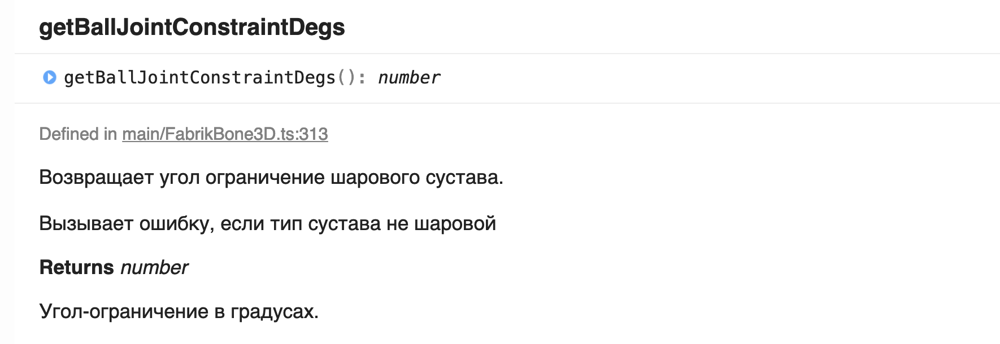 getBallJointConstraintDegs
getBallJointConstraintDegs(): number
Defined in main/FabrikBone3D.ts:313
Возвращает угол ограничение шарового сустава.
Вызывает ошибку, если тип сустава не шаровой
Returns number
Угол-ограничение в градусах.